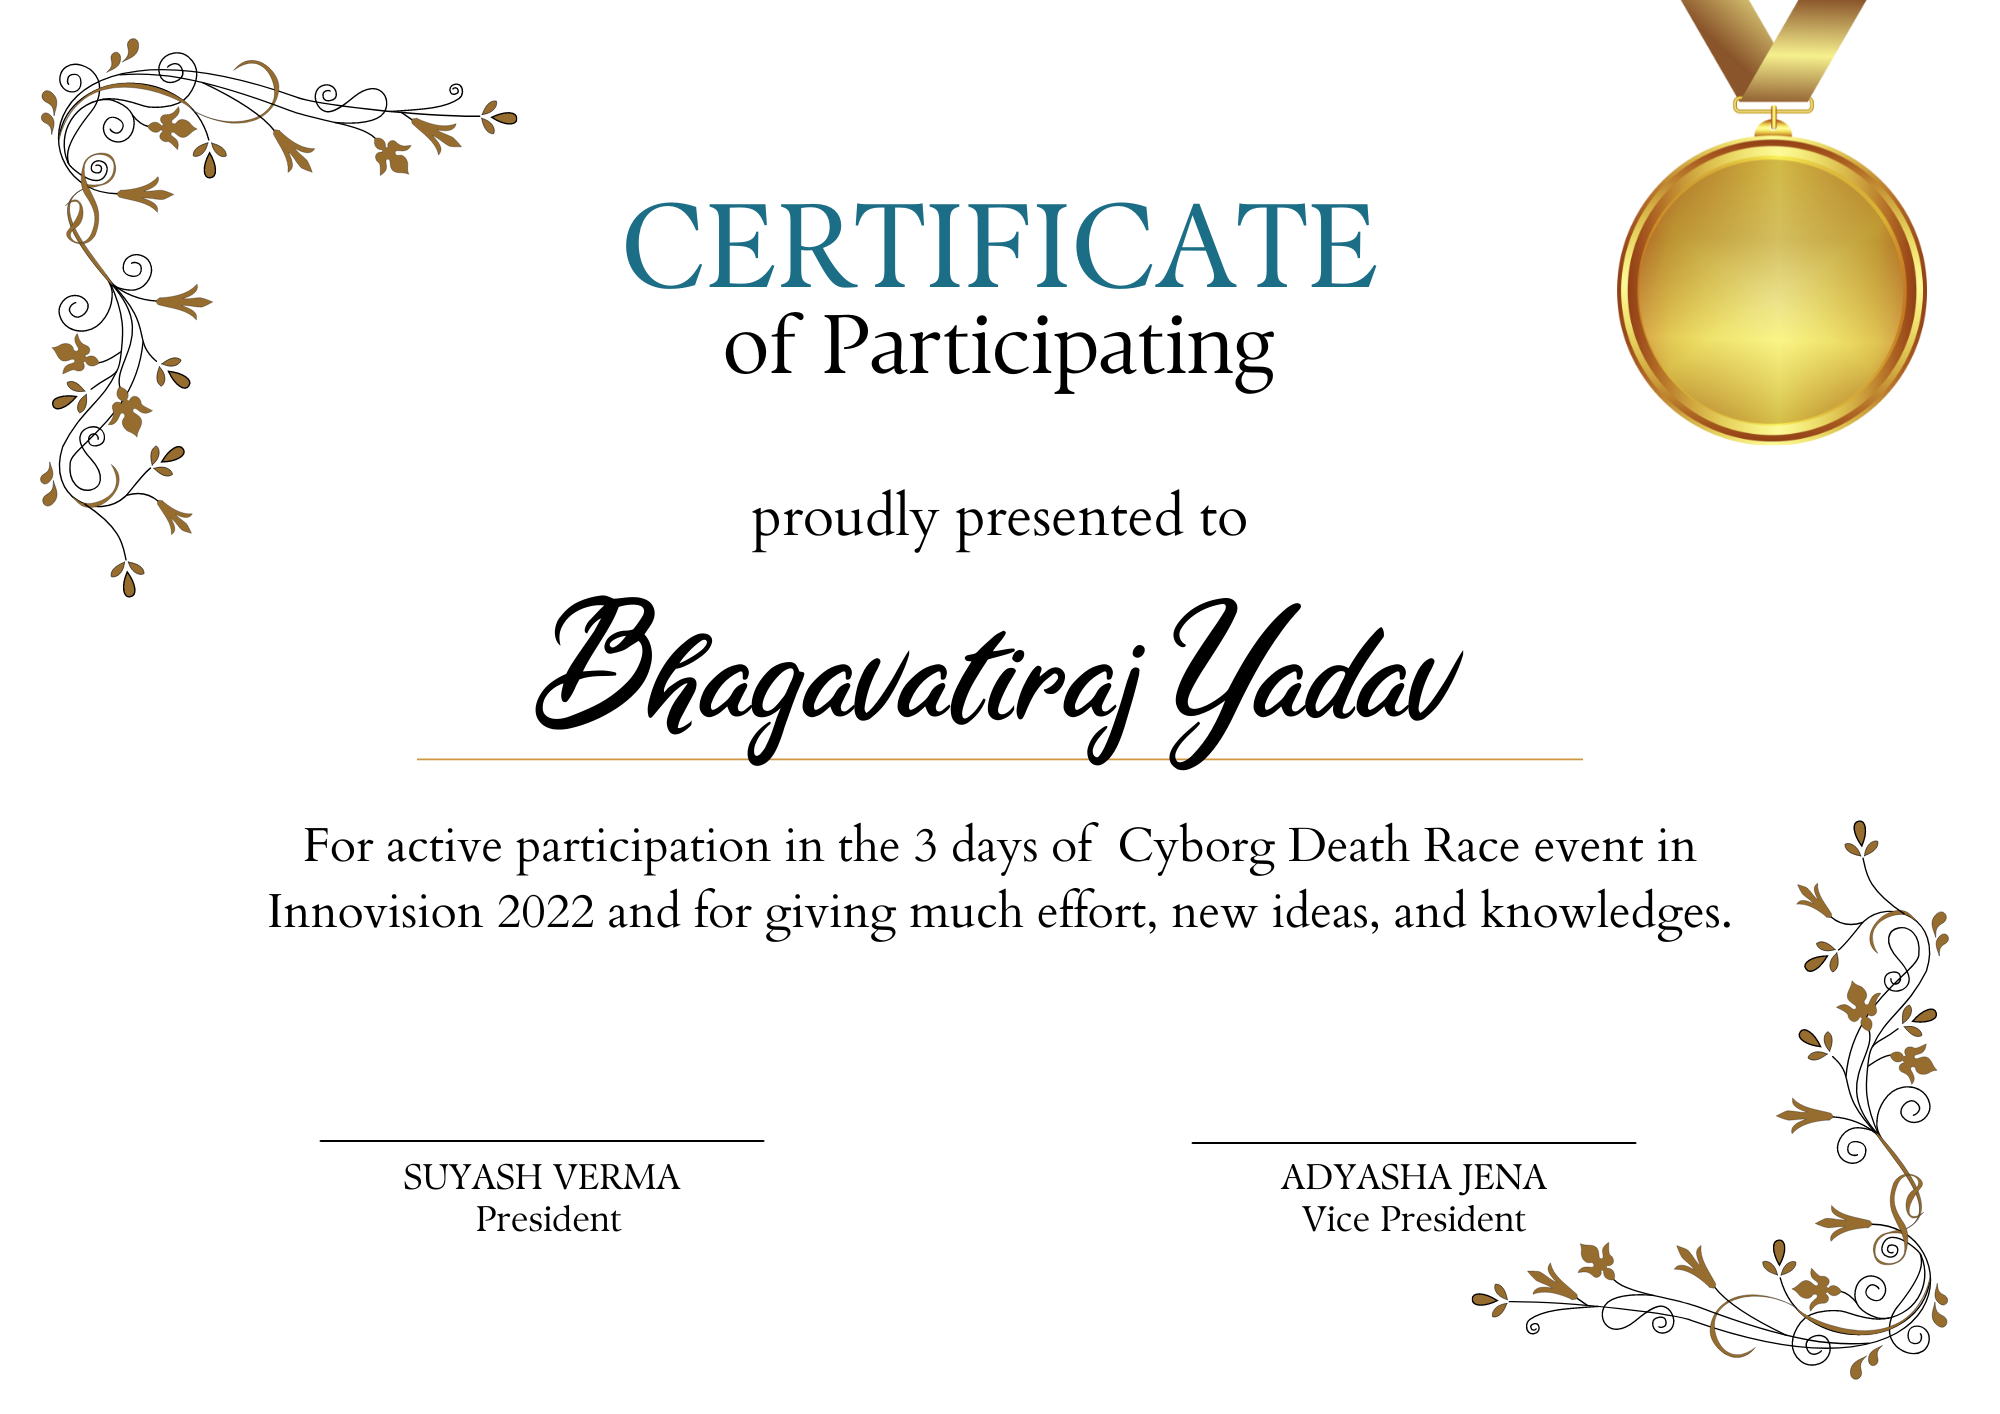 CERTIFICATE
of Participating
proudly presented to
Bhagavatiraj Yadav
For active participation in the 3 days of  Cyborg Death Race event in
Innovision 2022 and for giving much effort, new ideas, and knowledges.
SUYASH VERMA
President
ADYASHA JENA
Vice President